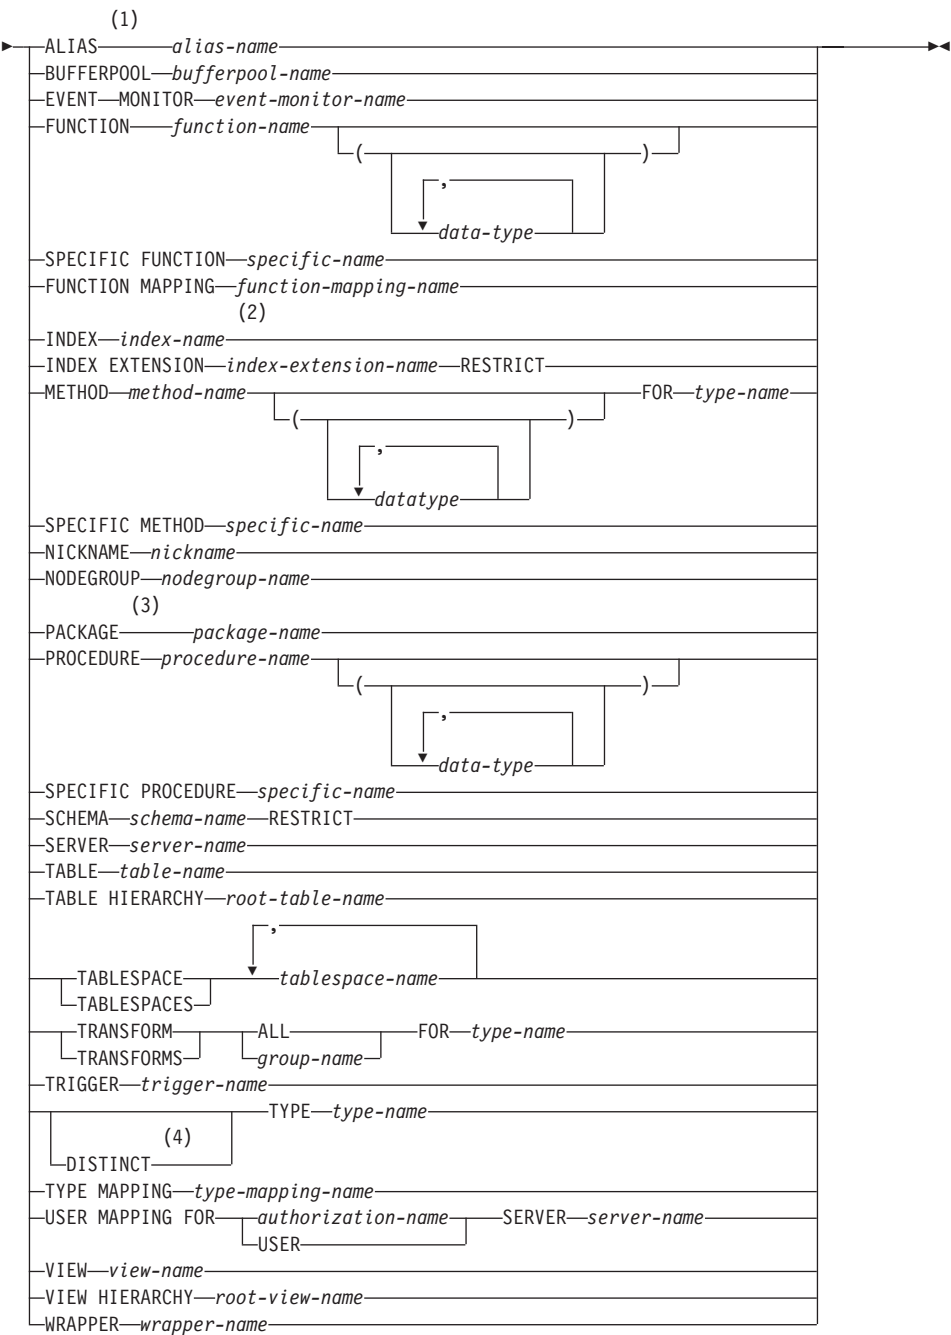 (1)
ALIAS alias-name
BUFFERPOOL bufferpool-name
EVENT MONITOR event-monitor-name
FUNCTION function-name
( )
,
data-type
SPECIFIC FUNCTION specific-name
FUNCTION MAPPING function-mapping-name
(2)
INDEX index-name
INDEX EXTENSION index-extension-name RESTRICT
METHOD method-name FOR type-name
( )
,
datatype
SPECIFIC METHOD specific-name
NICKNAME nickname
NODEGROUP nodegroup-name
(3)
PACKAGE package-name
PROCEDURE procedure-name
( )
,
data-type
SPECIFIC PROCEDURE specific-name
SCHEMA schema-name RESTRICT
SERVER server-name
TABLE table-name
TABLE HIERARCHY root-table-name
,
TABLESPACE tablespace-name
TABLESPACES
TRANSFORM ALL FOR type-name
TRANSFORMS group-name
TRIGGER trigger-name
TYPE type-name
(4)
DISTINCT
TYPE MAPPING type-mapping-name
USER MAPPING FOR authorization-name SERVER server-name
USER
VIEW view-name
VIEW HIERARCHY root-view-name
WRAPPER wrapper-name